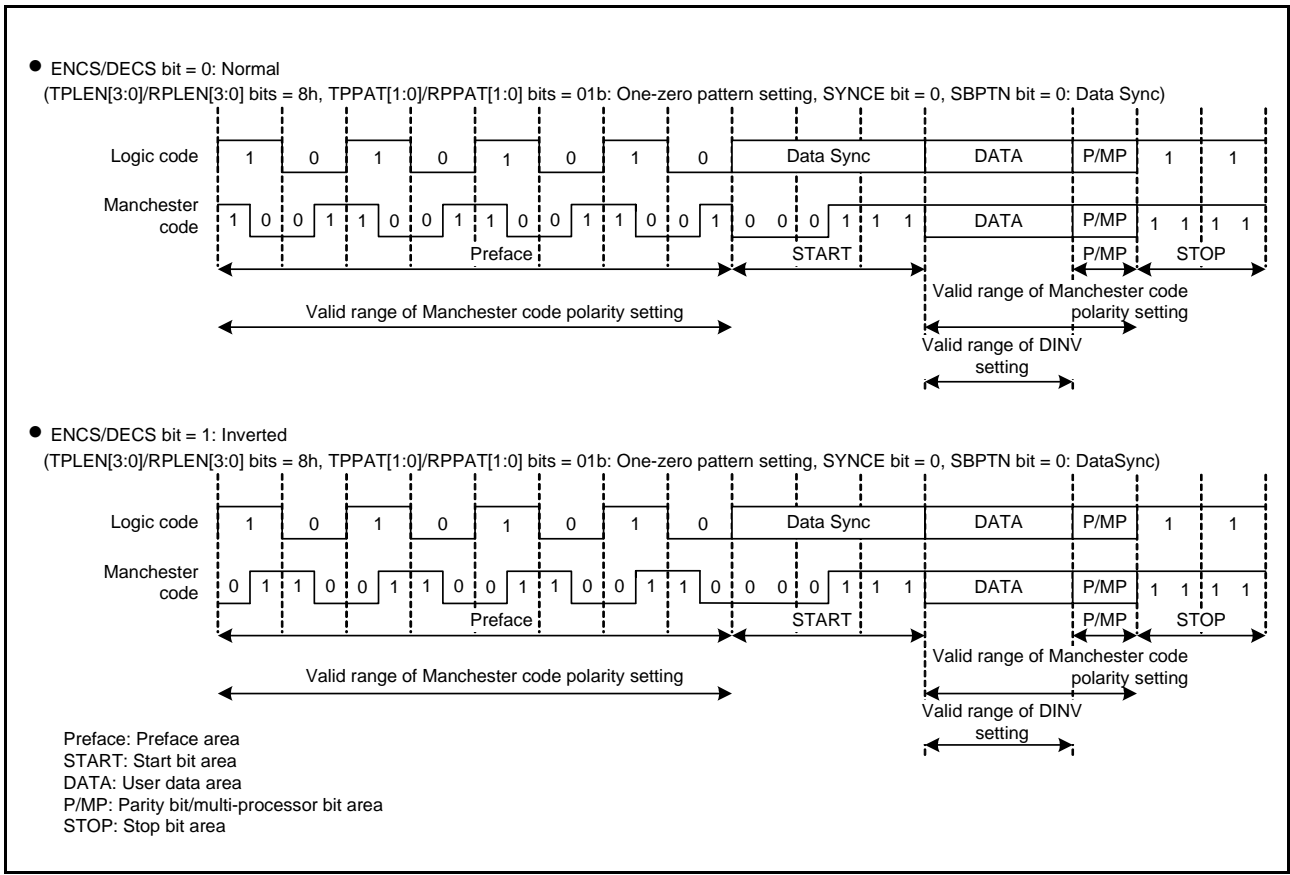 ● ENCS/DECS bit = 0: Normal
(TPLEN[3:0]/RPLEN[3:0] bits = 8h, TPPAT[1:0]/RPPAT[1:0] bits = 01b: One-zero pattern setting, SYNCE bit = 0, SBPTN bit = 0: Data Sync)
Logic code 1 0 1 0 1 0 1 0 Data Sync DATA P/MP 1 1
Manchester
code 1 0 0 1 1 0 0 1 1 0 0 1 1 0 0 1 0 0 0 1 1 1 DATA P/MP 1 1 1 1
Preface START P/MP STOP
Valid range of Manchester code polarity setting
Valid range of Manchester code
polarity setting
Valid range of DINV
setting
● ENCS/DECS bit = 1: Inverted
(TPLEN[3:0]/RPLEN[3:0] bits = 8h, TPPAT[1:0]/RPPAT[1:0] bits = 01b: One-zero pattern setting, SYNCE bit = 0, SBPTN bit = 0: DataSync)
Logic code 1 0 1 0 1 0 1 0 Data Sync DATA P/MP 1 1
Manchester
code 0 1 1 0 0 1 1 0 0 1 1 0 0 1 1 0 0 0 0 1 1 1 DATA P/MP 1 1 1 1
Preface START P/MP STOP
Valid range of Manchester code polarity setting
Valid range of Manchester code
polarity setting
Valid range of DINV
setting
Preface: Preface area
START: Start bit area
DATA: User data area
P/MP: Parity bit/multi-processor bit area
STOP: Stop bit area